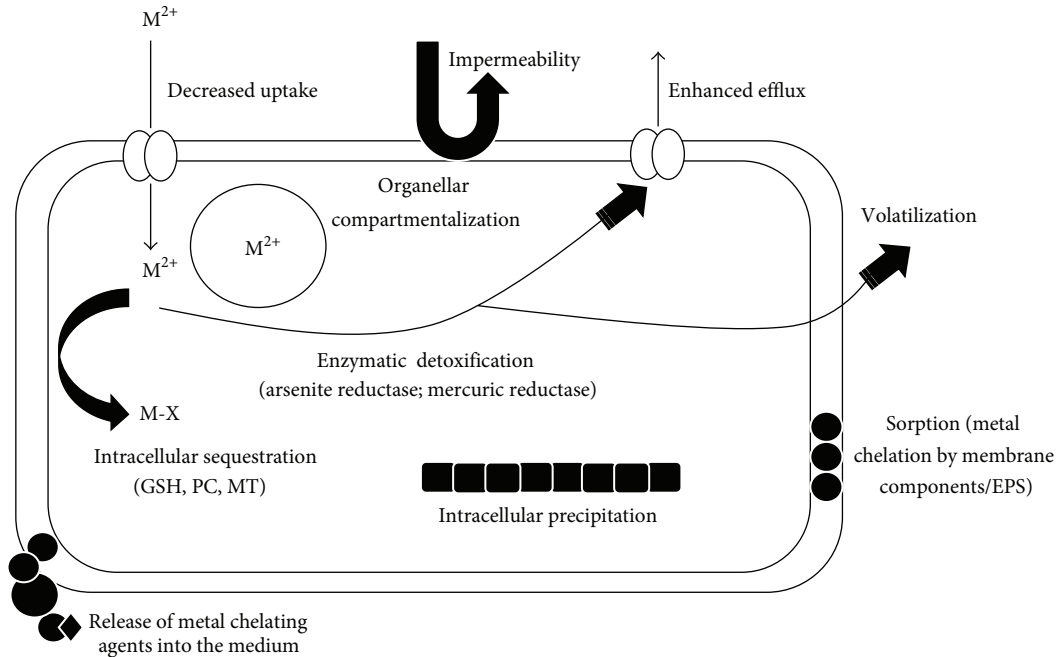 M²⁺
Decreased uptake
Impermeability
Enhanced efflux
Organellar
compartmentalization
M²⁺
M²⁺
Volatilization
Enzymatic detoxification
(arsenite reductase; mercuric reductase)
M-X
Intracellular sequestration
(GSH, PC, MT)
Intracellular precipitation
Sorption (metal
chelation by membrane
components/EPS)
Release of metal chelating
agents into the medium